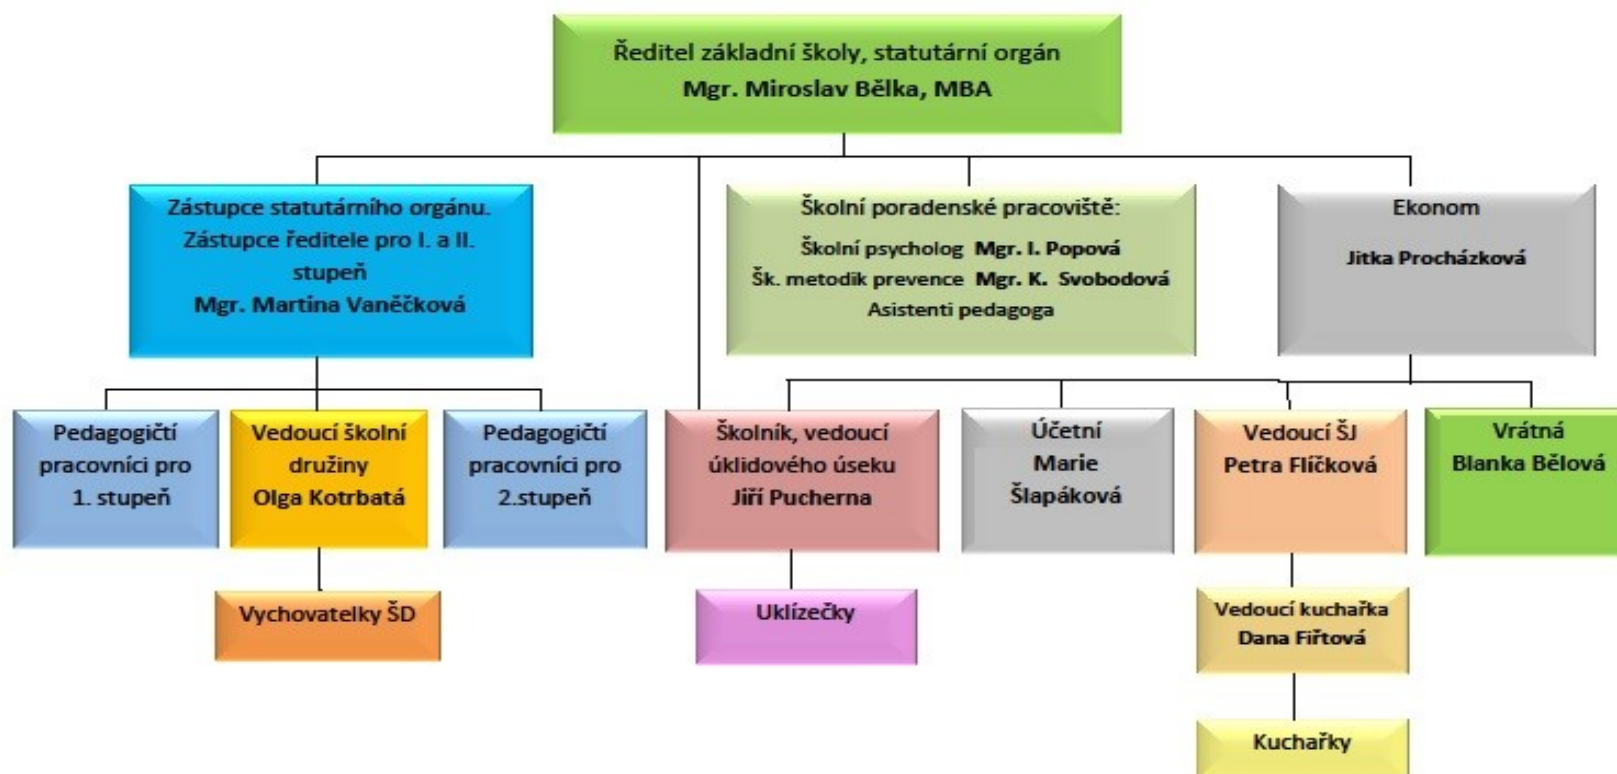 Ředitel základní školy, statutární orgán
Mgr. Miroslav Bělka, MBA
Zástupce statutárního orgánu.
Zástupce ředitele pro I. a II.
stupeň
Mgr. Martina Vaněčková
Školní poradenské pracoviště:
Školní psycholog Mgr. I. Popová
Šk. metodik prevence Mgr. K. Svobodová
Asistenti pedagoga
Ekonom
Jitka Procházková
Pedagogičtí
pracovníci pro
1. stupeň
Vedoucí školní
družiny
Olga Kotrbatá
Pedagogičtí
pracovníci pro
2.stupeň
Školník, vedoucí
úklidového úseku
Jiří Pucherna
Účetní
Marie
Šlapáková
Vedoucí ŠJ
Petra Flíčková
Vrátná
Blanka Bělová
Vychovatelky ŠD
Uklízečky
Vedoucí kuchařka
Dana Fiřtová
Kuchařky